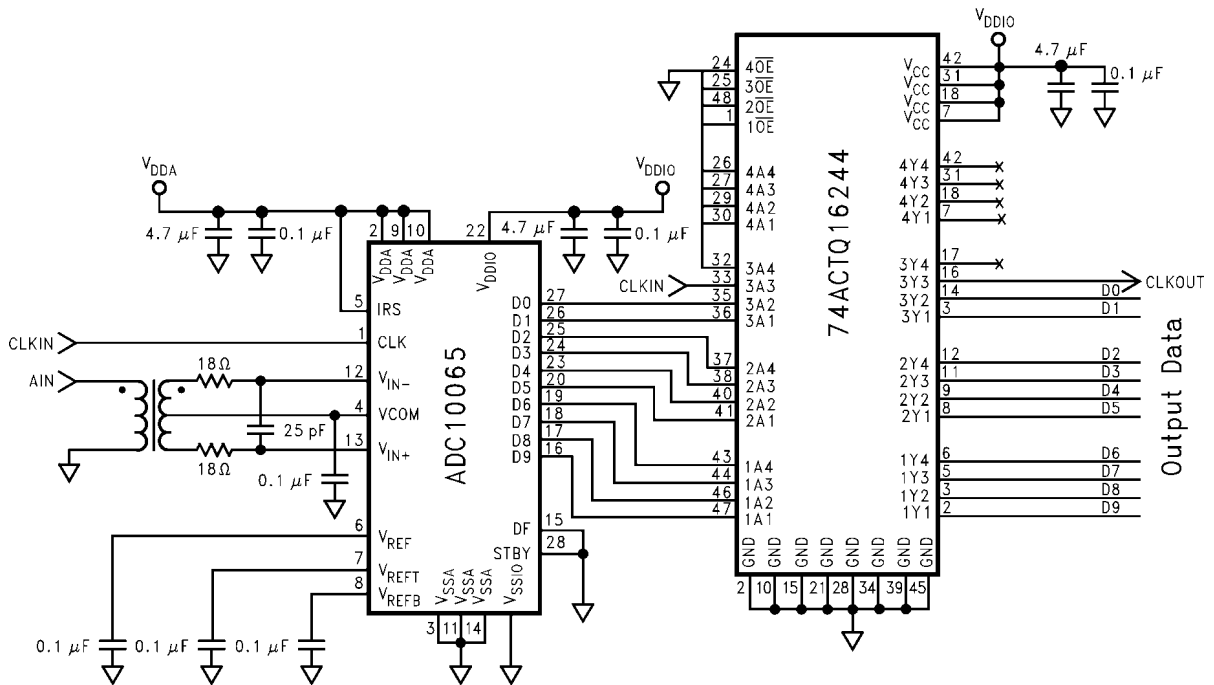 VDDIO
4.7 μF
0.1 μF
24 4OE
25 3OE
48 2OE
1 1OE
VCC 42
VCC 31
VCC 18
VCC 7
26 4A4
27 4A3
29 4A2
30 4A1
4Y4 42
4Y3 31
4Y2 18
4Y1 7
32 3A4
CLKIN 33 3A3
35 3A2
36 3A1
3Y4 17
3Y3 16 CLKOUT
3Y2 14 D0
3Y1 3 D1
37 2A4
38 2A3
40 2A2
41 2A1
2Y4 12 D2
2Y3 11 D3
2Y2 9 D4
2Y1 8 D5
43 1A4
44 1A3
46 1A2
47 1A1
1Y4 6 D6
1Y3 5 D7
1Y2 3 D8
1Y1 2 D9
74ACTQ16244
Output Data
GND GND GND GND GND GND GND GND
2 10 15 21 28 34 39 45
VDDA
4.7 μF
0.1 μF
2 9 10
VDDA VDDA VDDA
VDDIO
22
4.7 μF
0.1 μF
VDDIO
5 IRS
CLKIN 1 CLK
AIN
18Ω
12 VIN-
4 VCOM
25 pF
13 VIN+
18Ω
0.1 μF
6 VREF
7 VREFT
8 VREFB
0.1 μF
0.1 μF
0.1 μF
ADC10065
D0 27
D1 26
D2 25
D3 24
D4 23
D5 20
D6 19
D7 18
D8 17
D9 16
DF 15
STBY 28
VSSA VSSA VSSA VSSIO
3 11 14